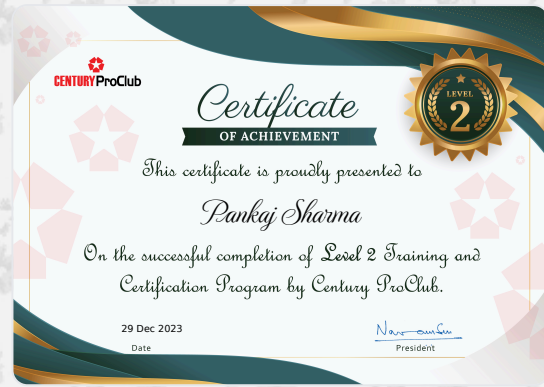 CENTURY ProClub
Certificate
OF ACHIEVEMENT
LEVEL
2
This certificate is proudly presented to
Pankaj Sharma
On the successful completion of Level 2 Training and
Certification Program by Century ProClub.
29 Dec 2023
Date
President